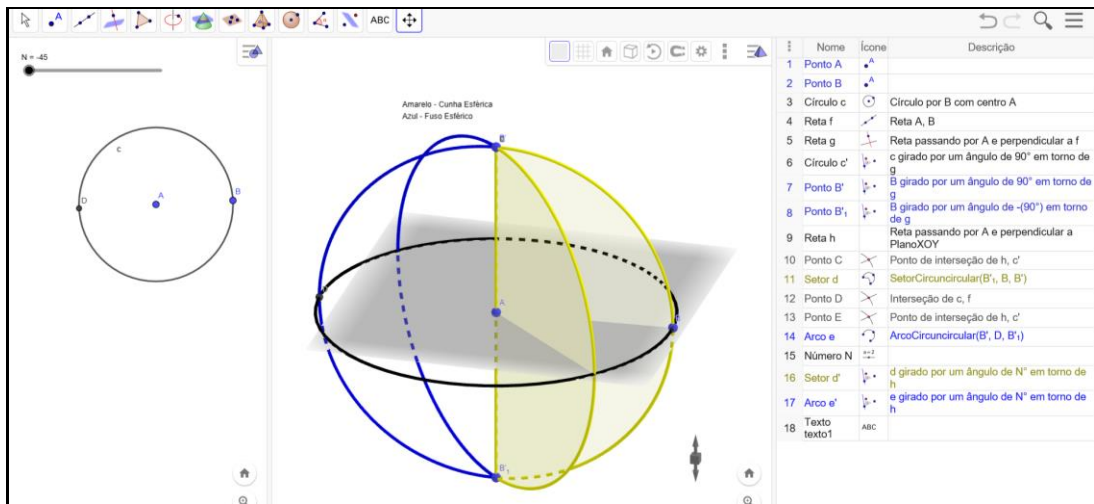 A
ABC
N = -45
c
A
B
D
Amarelo - Cunha Esférica
Azul - Fuso Esférico
A
B'₁
Nome Ícone Descrição
1 Ponto A
2 Ponto B
3 Círculo c Círculo por B com centro A
4 Reta f Reta A, B
5 Reta g Reta passando por A e perpendicular a f
6 Círculo c' c girado por um ângulo de 90° em torno de
g
7 Ponto B' B girado por um ângulo de 90° em torno de
g
8 Ponto B'₁ B girado por um ângulo de -(90°) em torno
de g
9 Reta h Reta passando por A e perpendicular a
PlanoXOY
10 Ponto C Ponto de interseção de h, c'
11 Setor d SetorCircuncircular(B'₁, B, B')
12 Ponto D Interseção de c, f
13 Ponto E Ponto de interseção de h, c'
14 Arco e ArcoCircuncircular(B', D, B'₁)
15 Número N
16 Setor d' d girado por um ângulo de N° em torno de
h
17 Arco e' e girado por um ângulo de N° em torno de
h
18 Texto
texto1 ABC